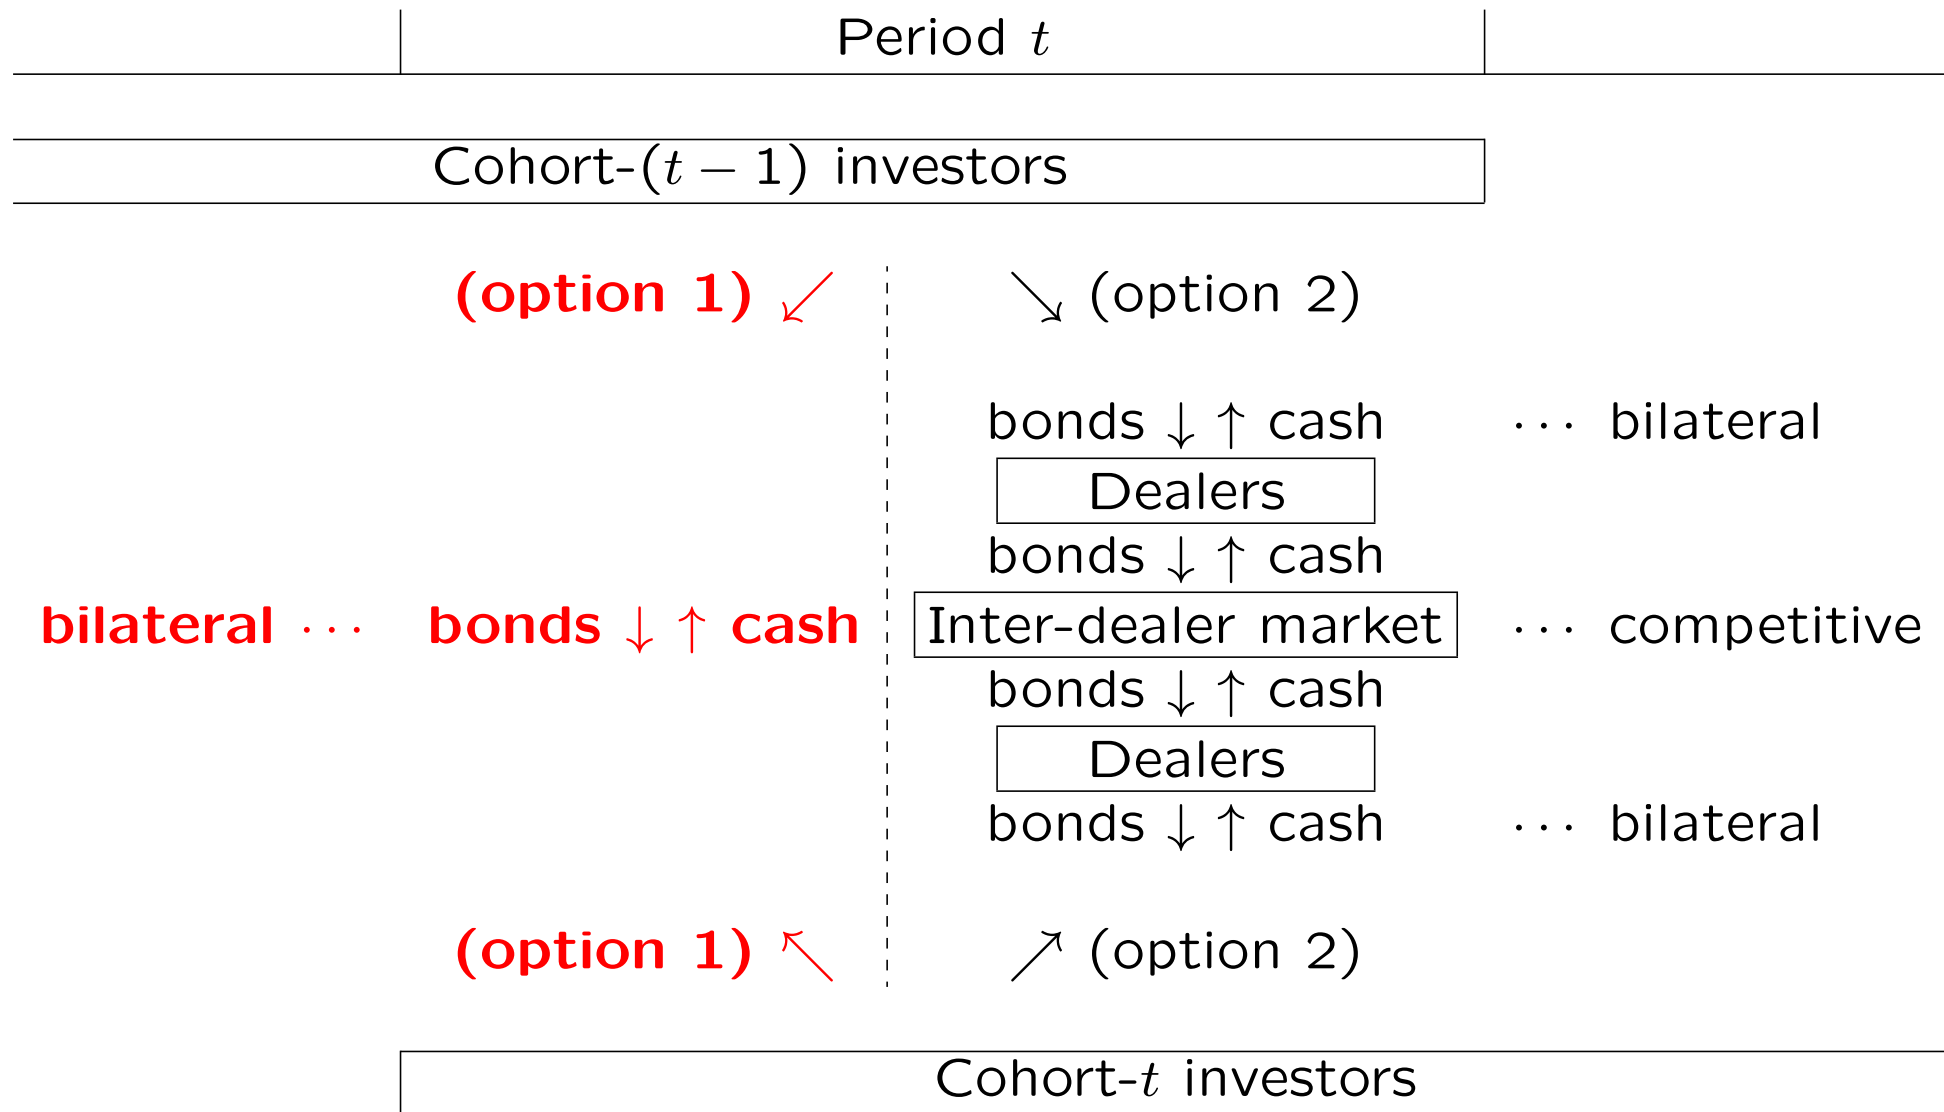 Period t
Cohort-(t − 1) investors
(option 1) ↙ ↘ (option 2)
bonds ↓ ↑ cash ··· bilateral
Dealers
bonds ↓ ↑ cash
bilateral ··· bonds ↓ ↑ cash Inter-dealer market ··· competitive
bonds ↓ ↑ cash
Dealers
bonds ↓ ↑ cash ··· bilateral
(option 1) ↖ ↗ (option 2)
Cohort-t investors